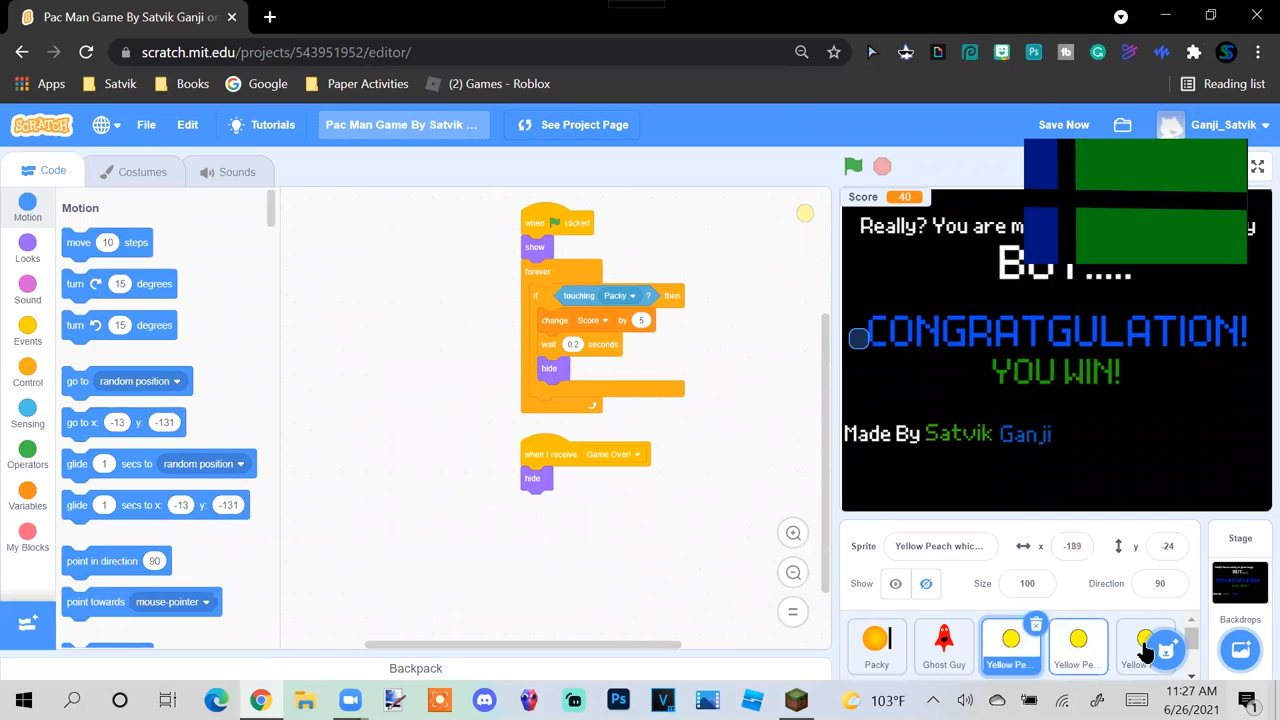 Pac Man Game By Satvik Ganji or
scratch.mit.edu/projects/543951952/editor/
Apps
Satvik
Books
Google
Paper Activities
(2) Games - Roblox
Reading list
SCRATCH
File
Edit
Tutorials
Pac Man Game By Satvik ...
See Project Page
Save Now
Ganji_Satvik
Code
Costumes
Sounds
Motion
Looks
Sound
Events
Control
Sensing
Operators
Variables
My Blocks
Motion
move 10 steps
turn 15 degrees
turn 15 degrees
go to random position
go to x: -13 y: -131
glide 1 secs to random position
glide 1 secs to x: -13 y: -131
point in direction 90
point towards mouse-pointer
when clicked
show
forever
if touching Packy ? then
change Score by 5
wait 0.2 seconds
hide
when I receive Game Over!
hide
Backpack
Score 40
Really? You are
BUT.....
CONGRATGULATION!
YOU WIN!
Made By Satvik Ganji
Sprite Yellow Peach whic... x -189 y -24
Show Size 100 Direction 90
Packy
Ghost Guy
Yellow Pe...
Yellow Pe...
Stage
Backdrops
103°F
11:27 AM
6/26/2021